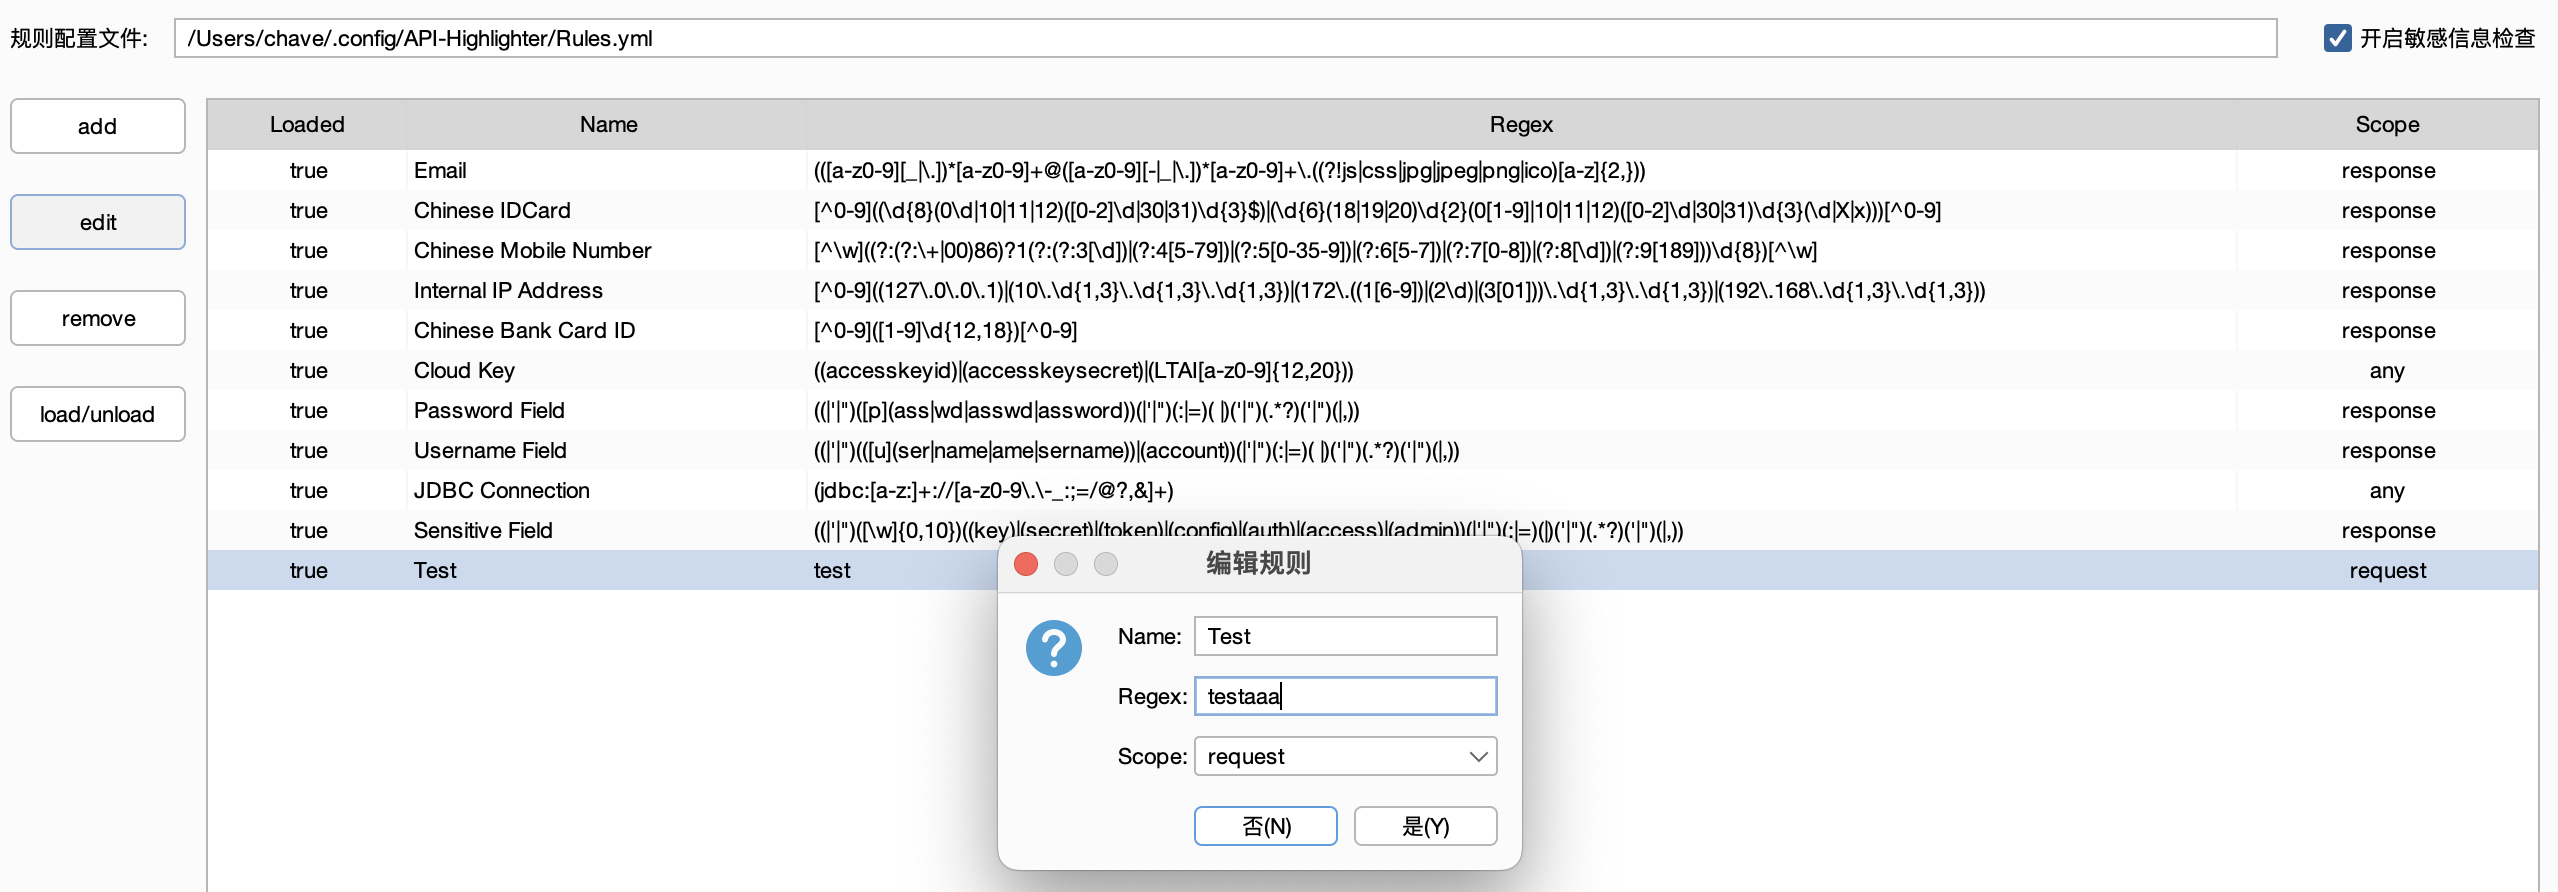 规则配置文件: /Users/chave/.config/API-Highlighter/Rules.yml 开启敏感信息检查
add
edit
remove
load/unload
Loaded Name Regex Scope
true Email (([a-z0-9][_|\.])*[a-z0-9]+@([a-z0-9][-|_|\.])*[a-z0-9]+\.((?!js|css|jpg|jpeg|png|ico)[a-z]{2,})) response
true Chinese IDCard [^0-9]((\d{8}(0\d|10|11|12)([0-2]\d|30|31)\d{3}$)|(\d{6}(18|19|20)\d{2}(0[1-9]|10|11|12)([0-2]\d|30|31)\d{3}(\d|X|x)))[^0-9] response
true Chinese Mobile Number [^\w]((?:(?:\+|00)86)?1(?:(?:3[\d])|(?:4[5-79])|(?:5[0-35-9])|(?:6[5-7])|(?:7[0-8])|(?:8[\d])|(?:9[189]))\d{8})[^\w] response
true Internal IP Address [^0-9]((127\.0\.0\.1)|(10\.\d{1,3}\.\d{1,3}\.\d{1,3})|(172\.((1[6-9])|(2\d)|(3[01]))\.\d{1,3}\.\d{1,3})|(192\.168\.\d{1,3}\.\d{1,3})) response
true Chinese Bank Card ID [^0-9]([1-9]\d{12,18})[^0-9] response
true Cloud Key ((accesskeyid)|(accesskeysecret)|(LTAI[a-z0-9]{12,20})) any
true Password Field ((|'|")([p](ass|wd|asswd|assword))(|'|")(:|=)( |)('|")(.*?)('|")(|,)) response
true Username Field ((|'|")(([u](ser|name|ame|sername))|(account))(|'|")(:|=)( |)('|")(.*?)('|")(|,)) response
true JDBC Connection (jdbc:[a-z:]+://[a-z0-9\.\-_:;=/@?,&]+) any
true Sensitive Field ((|'|")([\w]{0,10})((key)|(secret)|(token)|(config)|(auth)|(access)|(admin))(|'|")(:|=)(|)('|")(.*?)('|")(|,)) response
true Test test request
编辑规则
Name: Test
Regex: testaaa
Scope: request
否(N) 是(Y)